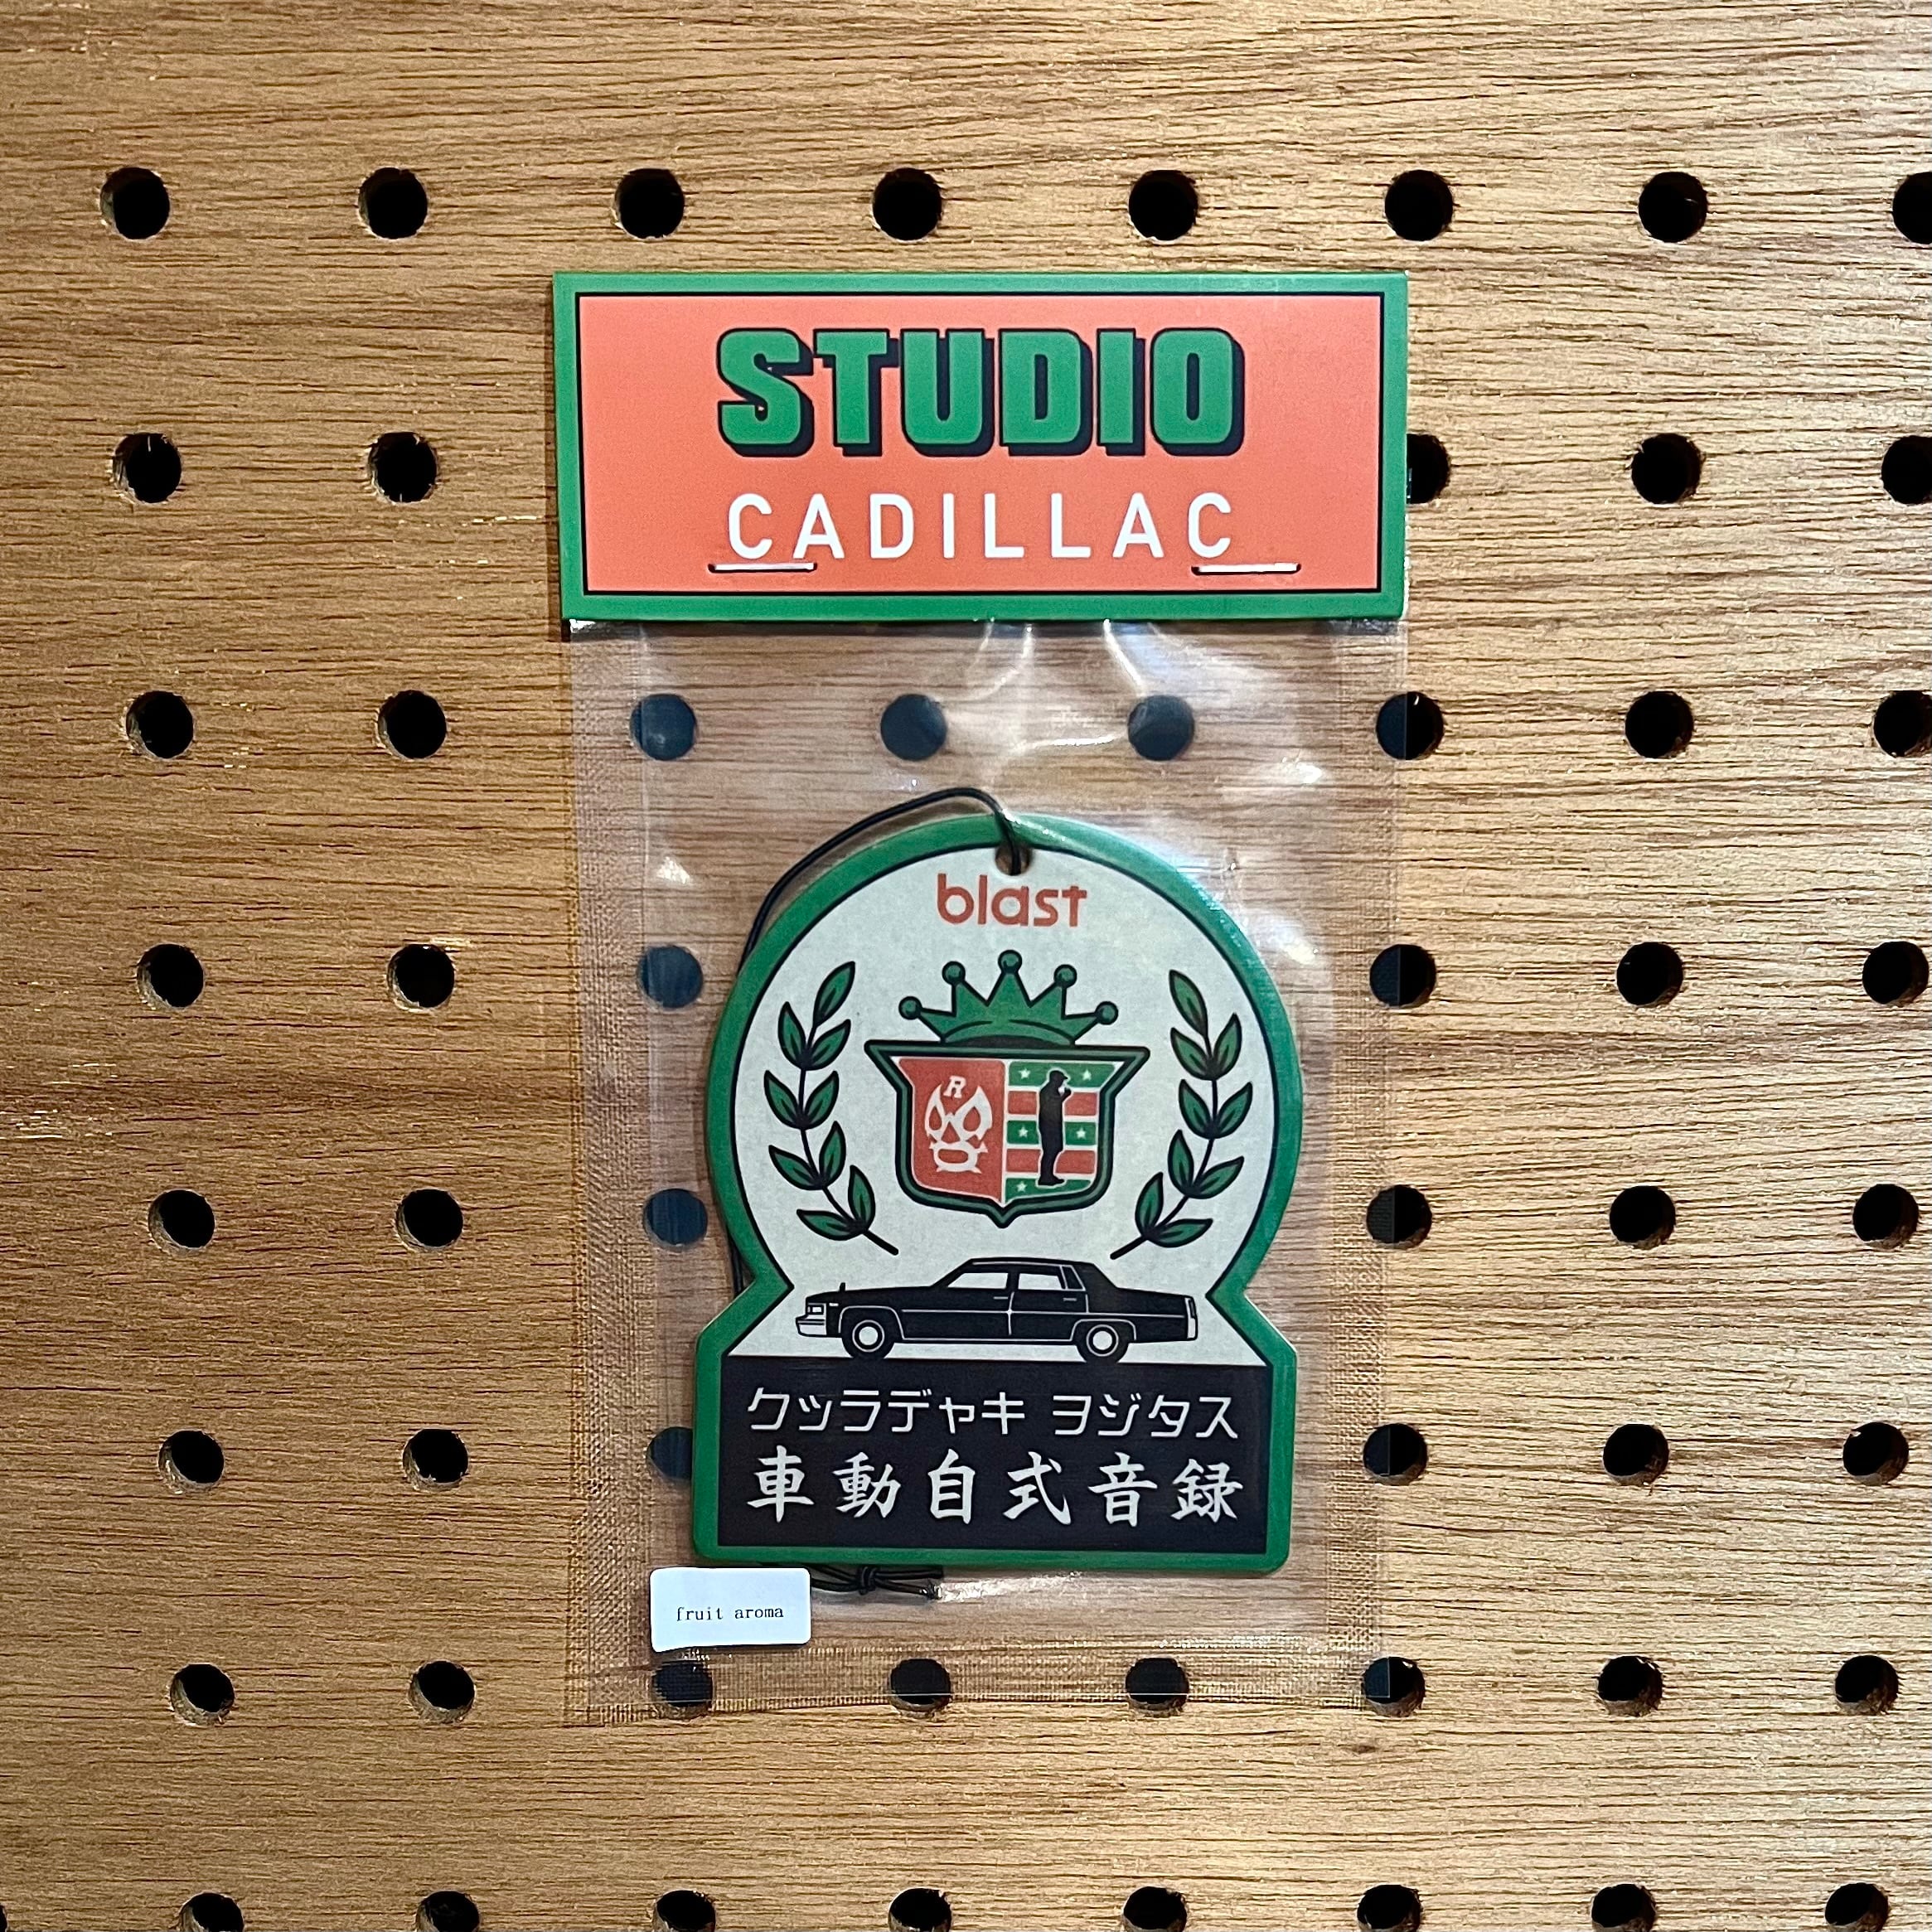 STUDIO
CADILLAC
blast
R
クッラデャキ ヲジタス
車動自式音録
fruit aroma